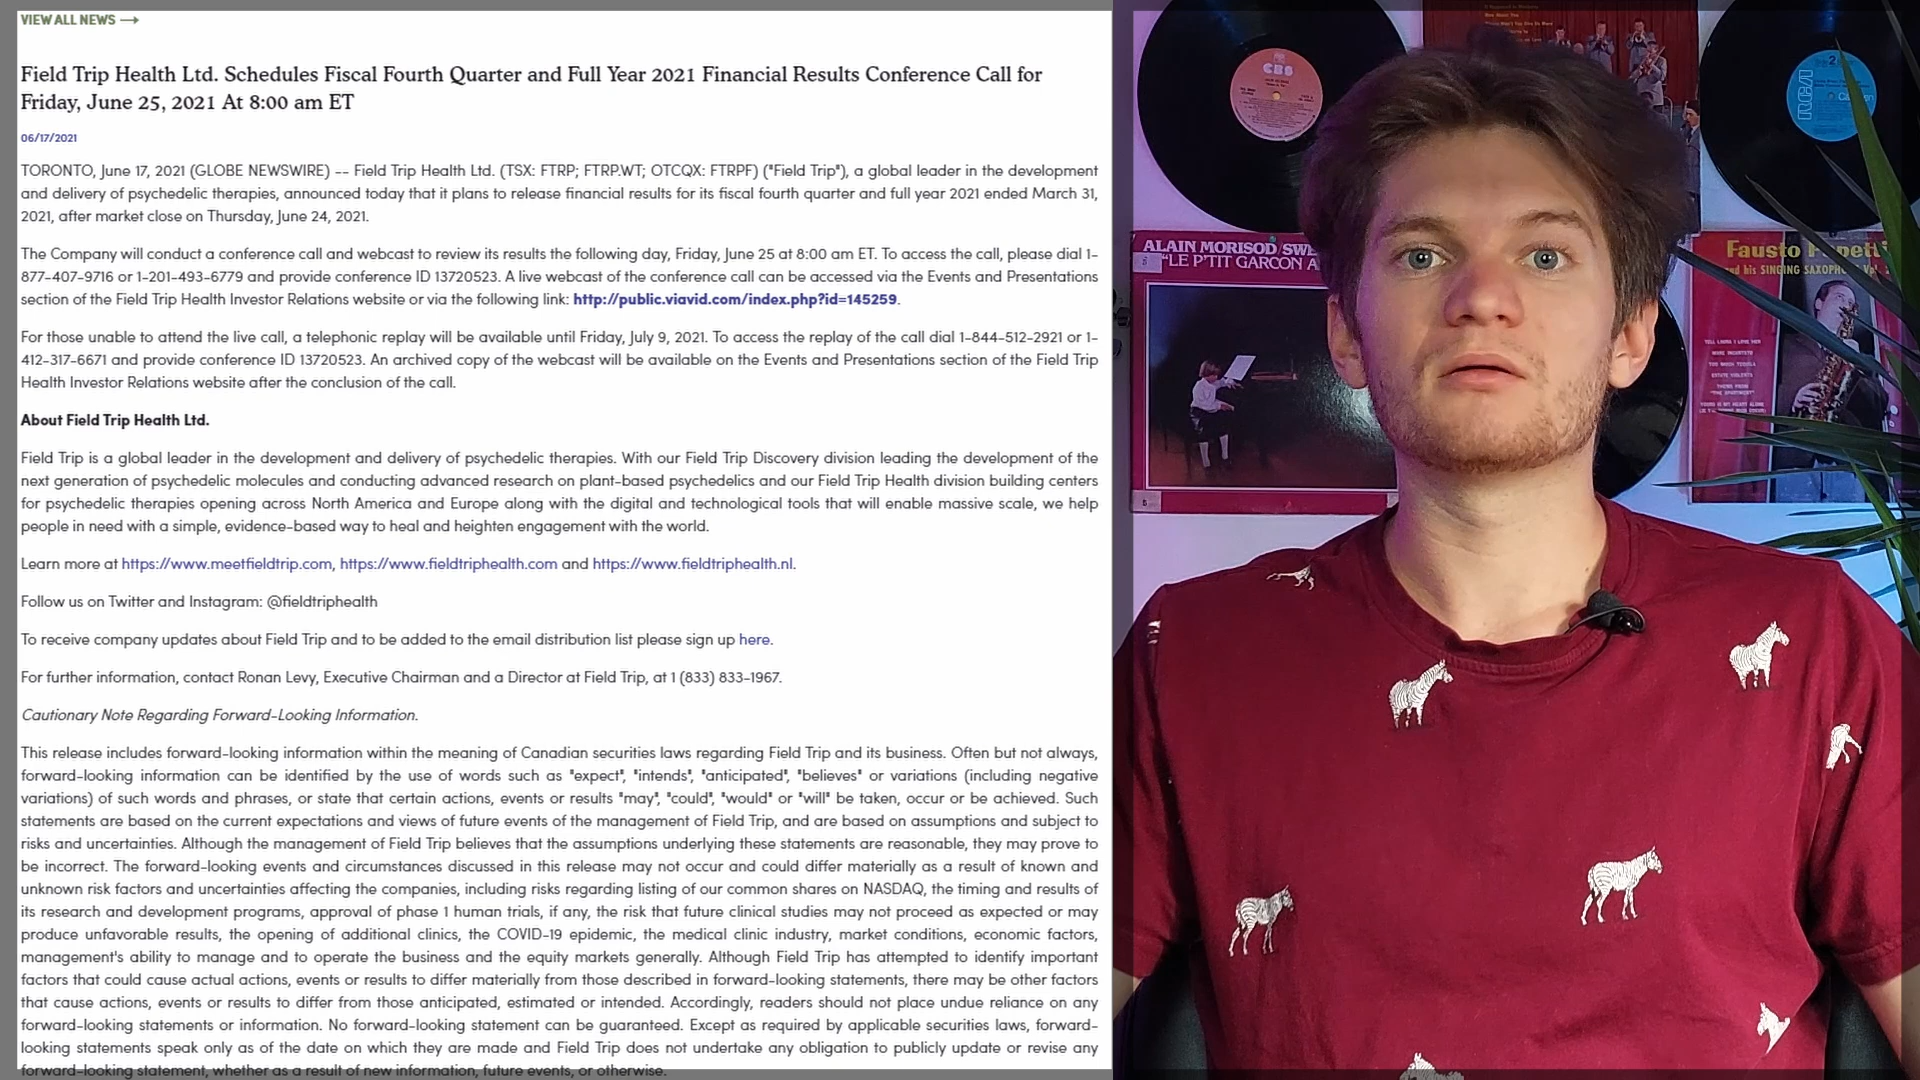 VIEW ALL NEWS →
Field Trip Health Ltd. Schedules Fiscal Fourth Quarter and Full Year 2021 Financial Results Conference Call for
Friday, June 25, 2021 At 8:00 am ET
06/17/2021
TORONTO, June 17, 2021 (GLOBE NEWSWIRE) -- Field Trip Health Ltd. (TSX: FTRP; FTRP.WT; OTCQX: FTRPF) ("Field Trip"), a global leader in the development
and delivery of psychedelic therapies, announced today that it plans to release financial results for its fiscal fourth quarter and full year 2021 ended March 31,
2021, after market close on Thursday, June 24, 2021.
The Company will conduct a conference call and webcast to review its results the following day, Friday, June 25 at 8:00 am ET. To access the call, please dial 1-
877-407-9716 or 1-201-493-6779 and provide conference ID 13720523. A live webcast of the conference call can be accessed via the Events and Presentations
section of the Field Trip Health Investor Relations website or via the following link: http://public.viavid.com/index.php?id=145259.
For those unable to attend the live call, a telephonic replay will be available until Friday, July 9, 2021. To access the replay of the call dial 1-844-512-2921 or 1-
412-317-6671 and provide conference ID 13720523. An archived copy of the webcast will be available on the Events and Presentations section of the Field Trip
Health Investor Relations website after the conclusion of the call.
About Field Trip Health Ltd.
Field Trip is a global leader in the development and delivery of psychedelic therapies. With our Field Trip Discovery division leading the development of the
next generation of psychedelic molecules and conducting advanced research on plant-based psychedelics and our Field Trip Health division building centers
for psychedelic therapies opening across North America and Europe along with the digital and technological tools that will enable massive scale, we help
people in need with a simple, evidence-based way to heal and heighten engagement with the world.
Learn more at https://www.meetfieldtrip.com, https://www.fieldtriphealth.com and https://www.fieldtriphealth.nl.
Follow us on Twitter and Instagram: @fieldtriphealth
To receive company updates about Field Trip and to be added to the email distribution list please sign up here.
For further information, contact Ronan Levy, Executive Chairman and a Director at Field Trip, at 1 (833) 833-1967.
Cautionary Note Regarding Forward-Looking Information.
This release includes forward-looking information within the meaning of Canadian securities laws regarding Field Trip and its business. Often but not always,
forward-looking information can be identified by the use of words such as "expect", "intends", "anticipated", "believes" or variations (including negative
variations) of such words and phrases, or state that certain actions, events or results "may", "could", "would" or "will" be taken, occur or be achieved. Such
statements are based on the current expectations and views of future events of the management of Field Trip, and are based on assumptions and subject to
risks and uncertainties. Although the management of Field Trip believes that the assumptions underlying these statements are reasonable, they may prove to
be incorrect. The forward-looking events and circumstances discussed in this release may not occur and could differ materially as a result of known and
unknown risk factors and uncertainties affecting the companies, including risks regarding listing of our common shares on NASDAQ, the timing and results of
its research and development programs, approval of phase 1 human trials, if any, the risk that future clinical studies may not proceed as expected or may
produce unfavorable results, the opening of additional clinics, the COVID-19 epidemic, the medical clinic industry, market conditions, economic factors,
management's ability to manage and to operate the business and the equity markets generally. Although Field Trip has attempted to identify important
factors that could cause actual actions, events or results to differ materially from those described in forward-looking statements, there may be other factors
that cause actions, events or results to differ from those anticipated, estimated or intended. Accordingly, readers should not place undue reliance on any
forward-looking statements or information. No forward-looking statement can be guaranteed. Except as required by applicable securities laws, forward-
looking statements speak only as of the date on which they are made and Field Trip does not undertake any obligation to publicly update or revise any
forward-looking statement, whether as a result of new information, future events, or otherwise.
CBS
2
RCA
ALAIN MORISOD
"LE P'TIT GARCON
Fausto
his SINGING
TELL LAURA I LOVE HER